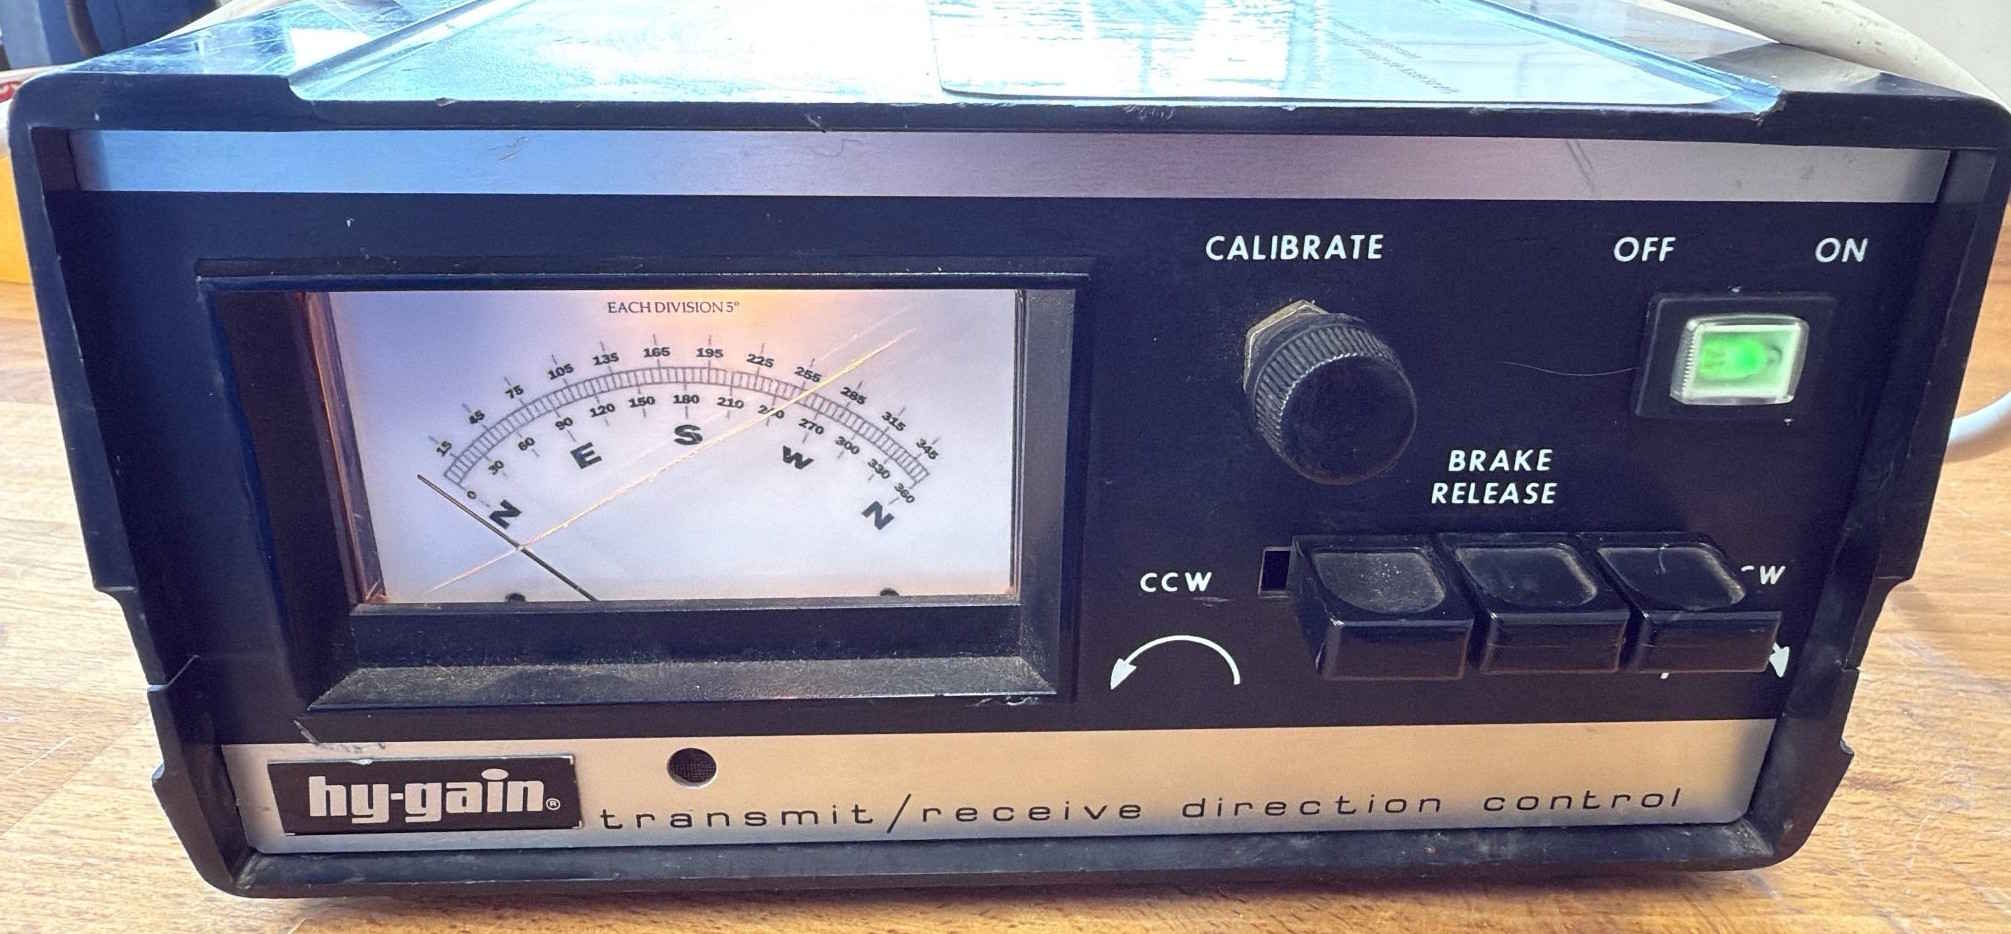 CALIBRATE
OFF
ON
EACH DIVISION 5°
15 45 75 105 135 165 195 225 255 285 315 345
0 30 60 90 120 150 180 210 240 270 300 330 360
N E S W N
BRAKE
RELEASE
CCW
W
hy-gain®
transmit/receive direction control